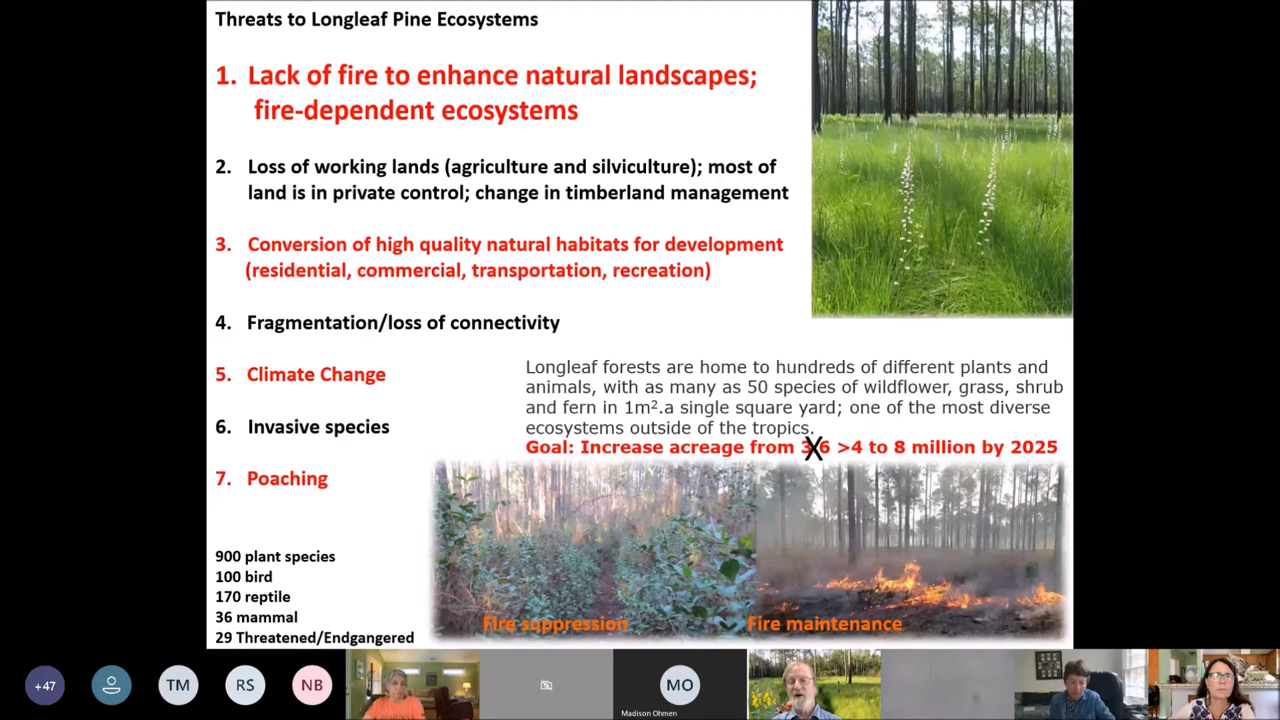 Threats to Longleaf Pine Ecosystems
1. Lack of fire to enhance natural landscapes;
fire-dependent ecosystems
2. Loss of working lands (agriculture and silviculture); most of
land is in private control; change in timberland management
3. Conversion of high quality natural habitats for development
(residential, commercial, transportation, recreation)
4. Fragmentation/loss of connectivity
5. Climate Change
6. Invasive species
7. Poaching
Longleaf forests are home to hundreds of different plants and
animals, with as many as 50 species of wildflower, grass, shrub
and fern in 1m².a single square yard; one of the most diverse
ecosystems outside of the tropics.
Goal: Increase acreage from 3.6 >4 to 8 million by 2025
900 plant species
100 bird
170 reptile
36 mammal
29 Threatened/Endgangered
Fire suppression
Fire maintenance
+47
TM
RS
NB
MO
Madison Ohmen